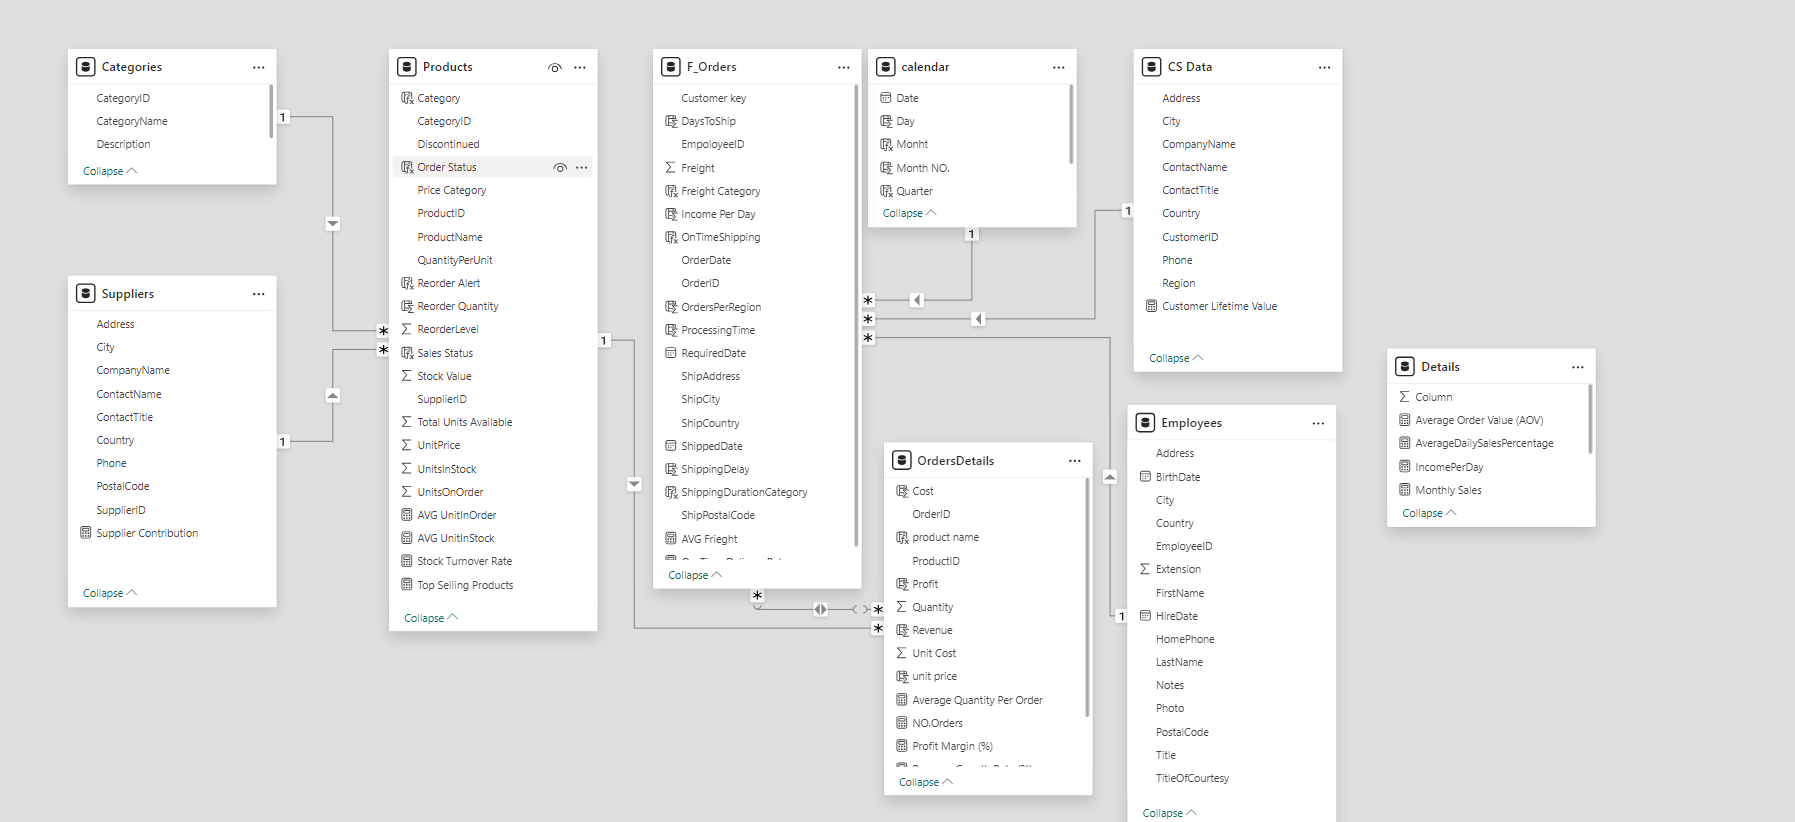 Categories
CategoryID
CategoryName
Description
Collapse
Suppliers
Address
City
CompanyName
ContactName
ContactTitle
Country
Phone
PostalCode
SupplierID
Supplier Contribution
Collapse
Products
Category
CategoryID
Discontinued
Order Status
Price Category
ProductID
ProductName
QuantityPerUnit
Reorder Alert
Reorder Quantity
ReorderLevel
Sales Status
Stock Value
SupplierID
Total Units Available
UnitPrice
UnitsInStock
UnitsOnOrder
AVG UnitInOrder
AVG UnitInStock
Stock Turnover Rate
Top Selling Products
Collapse
F_Orders
Customer key
DaysToShip
EmpoloyeeID
Freight
Freight Category
Income Per Day
OnTimeShipping
OrderDate
OrderID
OrdersPerRegion
ProcessingTime
RequiredDate
ShipAddress
ShipCity
ShipCountry
ShippedDate
ShippingDelay
ShippingDurationCategory
ShipPostalCode
AVG Frieght
Collapse
calendar
Date
Day
Monht
Month NO.
Quarter
Collapse
CS Data
Address
City
CompanyName
ContactName
ContactTitle
Country
CustomerID
Phone
Region
Customer Lifetime Value
Collapse
OrdersDetails
Cost
OrderID
product name
ProductID
Profit
Quantity
Revenue
Unit Cost
unit price
Average Quantity Per Order
NO.Orders
Profit Margin (%)
Collapse
Employees
Address
BirthDate
City
Country
EmployeeID
Extension
FirstName
HireDate
HomePhone
LastName
Notes
Photo
PostalCode
Title
TitleOfCourtesy
Collapse
Details
Column
Average Order Value (AOV)
AverageDailySalesPercentage
IncomePerDay
Monthly Sales
Collapse
1
1
1
1
1
1
*
*
*
*
*
*
*
*